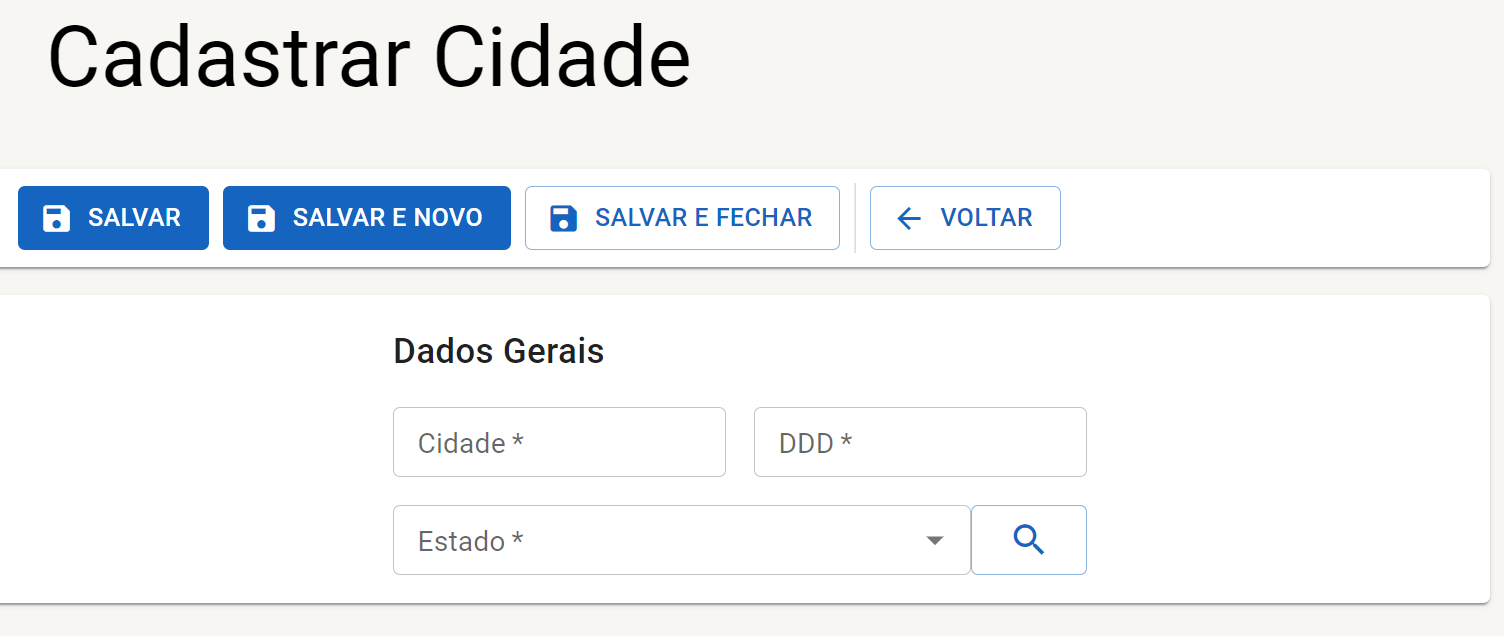 Cadastrar Cidade
SALVAR SALVAR E NOVO SALVAR E FECHAR VOLTAR
Dados Gerais
Cidade * DDD *
Estado *